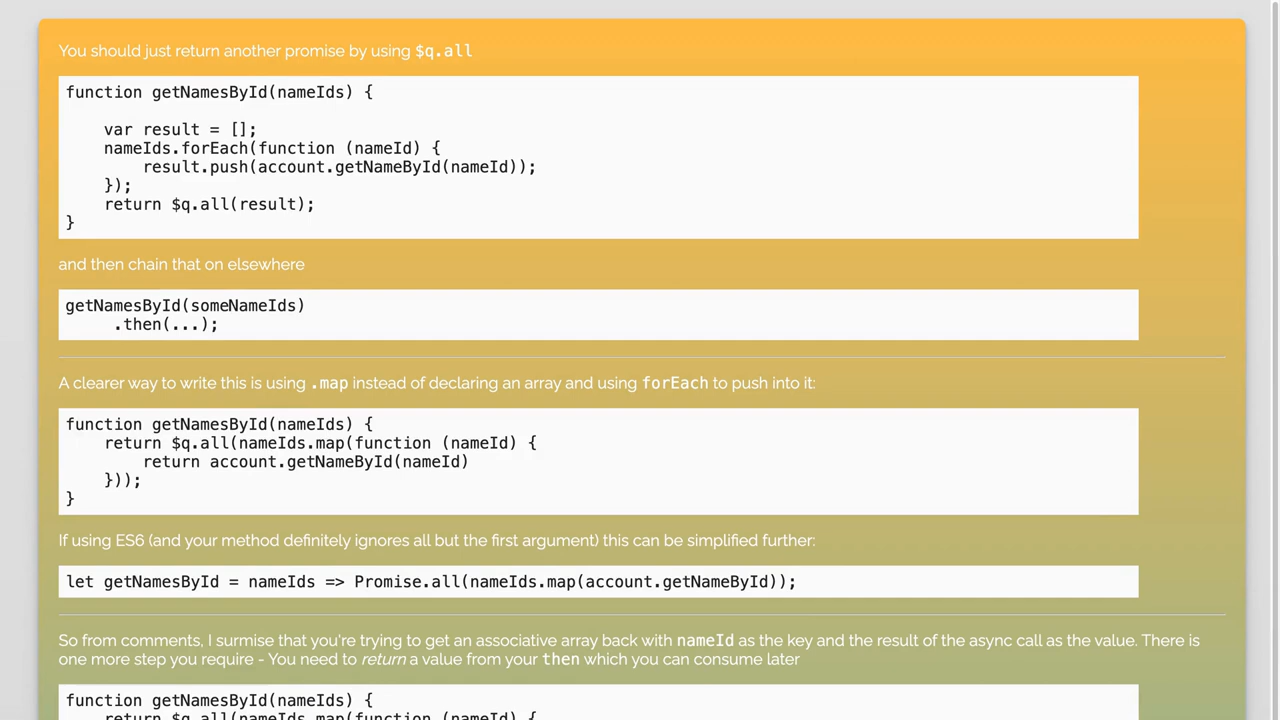 You should just return another promise by using $q.all
function getNamesById(nameIds) {
var result = [];
nameIds.forEach(function (nameId) {
result.push(account.getNameById(nameId));
});
return $q.all(result);
}
and then chain that on elsewhere
getNamesById(someNameIds)
.then(...);
A clearer way to write this is using .map instead of declaring an array and using forEach to push into it:
function getNamesById(nameIds) {
return $q.all(nameIds.map(function (nameId) {
return account.getNameById(nameId)
}));
}
If using ES6 (and your method definitely ignores all but the first argument) this can be simplified further:
let getNamesById = nameIds => Promise.all(nameIds.map(account.getNameById));
So from comments, I surmise that you're trying to get an associative array back with nameId as the key and the result of the async call as the value. There is
one more step you require - You need to return a value from your then which you can consume later
function getNamesById(nameIds) {
return $q.all(nameIds.map(function (nameId) {